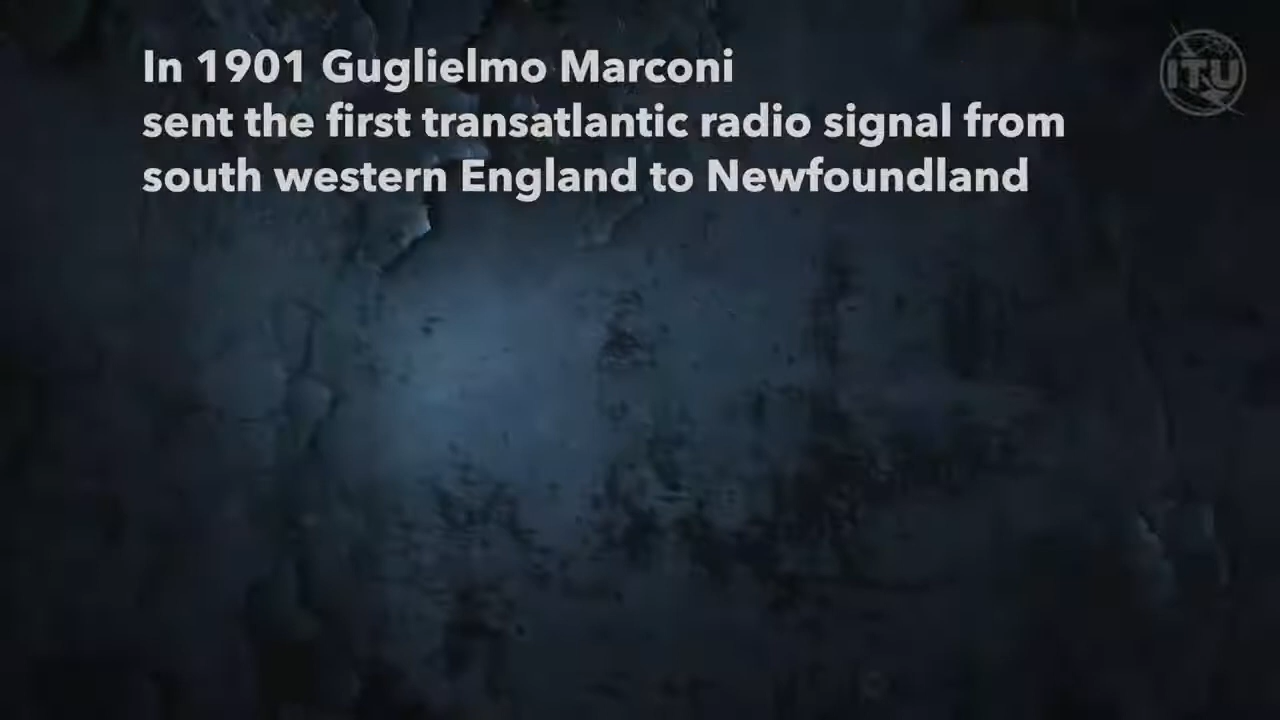 In 1901 Guglielmo Marconi
sent the first transatlantic radio signal from
south western England to Newfoundland
ITU